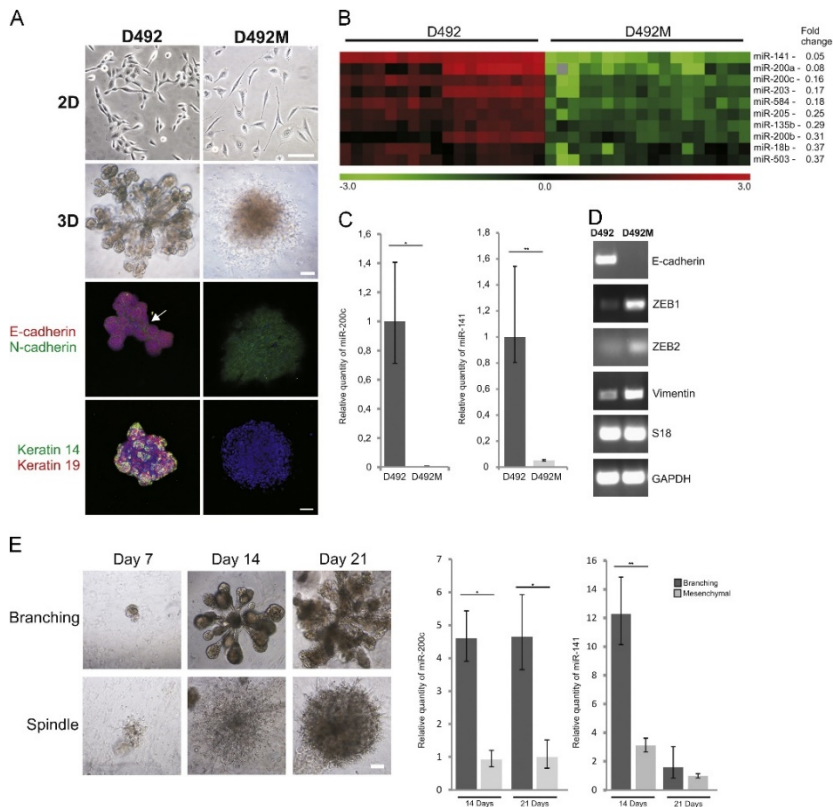 A
D492
D492M
2D
3D
E-cadherin
N-cadherin
Keratin 14
Keratin 19
B
D492
D492M
Fold
change
miR-141 - 0.05
miR-200a - 0.08
miR-200c - 0.16
miR-203 - 0.17
miR-584 - 0.18
miR-205 - 0.25
miR-135b - 0.29
miR-200b - 0.31
miR-18b - 0.37
miR-503 - 0.37
-3.0
0.0
3.0
C
Relative quantity of miR-200c
1,6
1,4
1,2
1
0,8
0,6
0,4
0,2
0
*
D492 D492M
Relative quantity of miR-141
1,8
1,6
1,4
1,2
1
0,8
0,6
0,4
0,2
0
**
D492 D492M
D
D492 D492M
E-cadherin
ZEB1
ZEB2
Vimentin
S18
GAPDH
E
Day 7
Day 14
Day 21
Branching
Spindle
Relative quantity of miR-200c
7
6
5
4
3
2
1
0
*
*
14 Days
21 Days
Relative quantity of miR-141
16
14
12
10
8
6
4
2
0
**
Branching
Mesenchymal
14 Days
21 Days